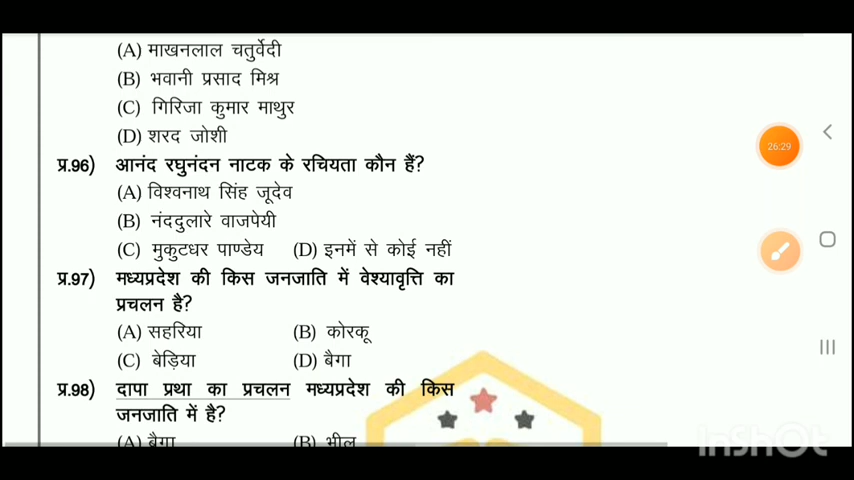 (A) माखनलाल चतुर्वेदी
(B) भवानी प्रसाद मिश्र
(C) गिरिजा कुमार माथुर
(D) शरद जोशी
प्र.96) आनंद रघुनंदन नाटक के रचियता कौन हैं?
(A) विश्वनाथ सिंह जूदेव
(B) नंददुलारे वाजपेयी
(C) मुकुटधर पाण्डेय (D) इनमें से कोई नहीं
प्र.97) मध्यप्रदेश की किस जनजाति में वेश्यावृत्ति का
प्रचलन है?
(A) सहरिया (B) कोरकू
(C) बेड़िया (D) बैगा
प्र.98) दापा प्रथा का प्रचलन मध्यप्रदेश की किस
जनजाति में है?
(A) बैगा (B) भील
26:29
InShOt